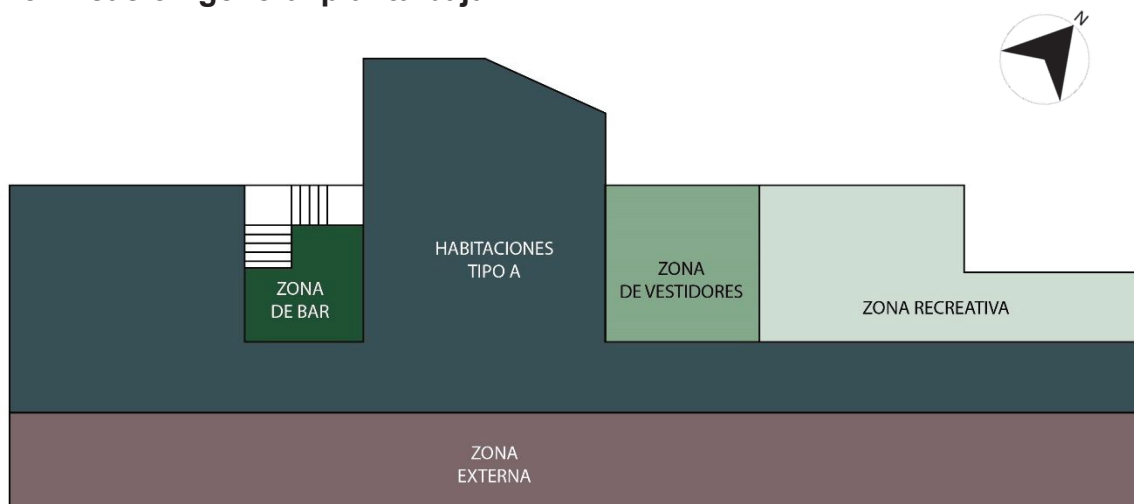 N
HABITACIONES
TIPO A
ZONA
DE VESTIDORES
ZONA
DE BAR
ZONA RECREATIVA
ZONA
EXTERNA